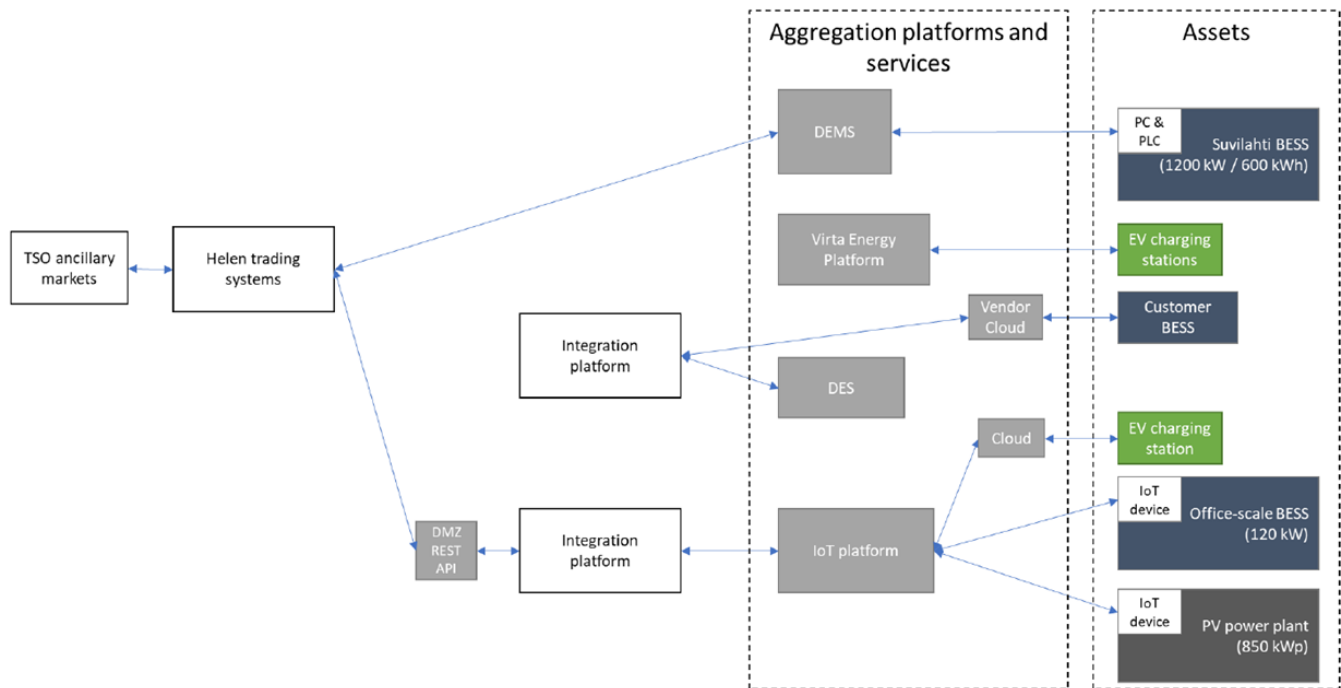 Aggregation platforms and
services
Assets
DEMS
PC &
PLC
Suvilahti BESS
(1200 kW / 600 kWh)
TSO ancillary
markets
Helen trading
systems
Virta Energy
Platform
EV charging
stations
Vendor
Cloud
Customer
BESS
Integration
platform
DES
Cloud
EV charging
station
DMZ
REST
API
Integration
platform
IoT platform
IoT
device
Office-scale BESS
(120 kW)
IoT
device
PV power plant
(850 kWp)